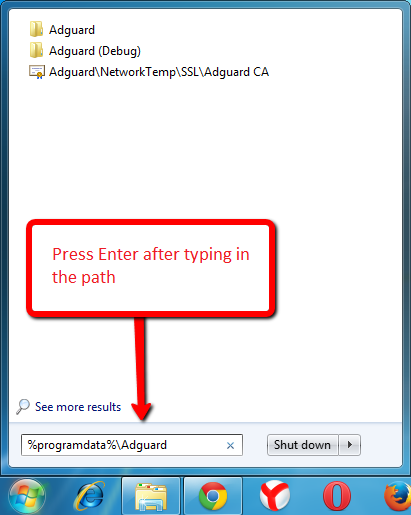 Adguard
Adguard (Debug)
Adguard\NetworkTemp\SSL\Adguard CA
Press Enter after typing in
the path
See more results
%programdata%\Adguard
Shut down